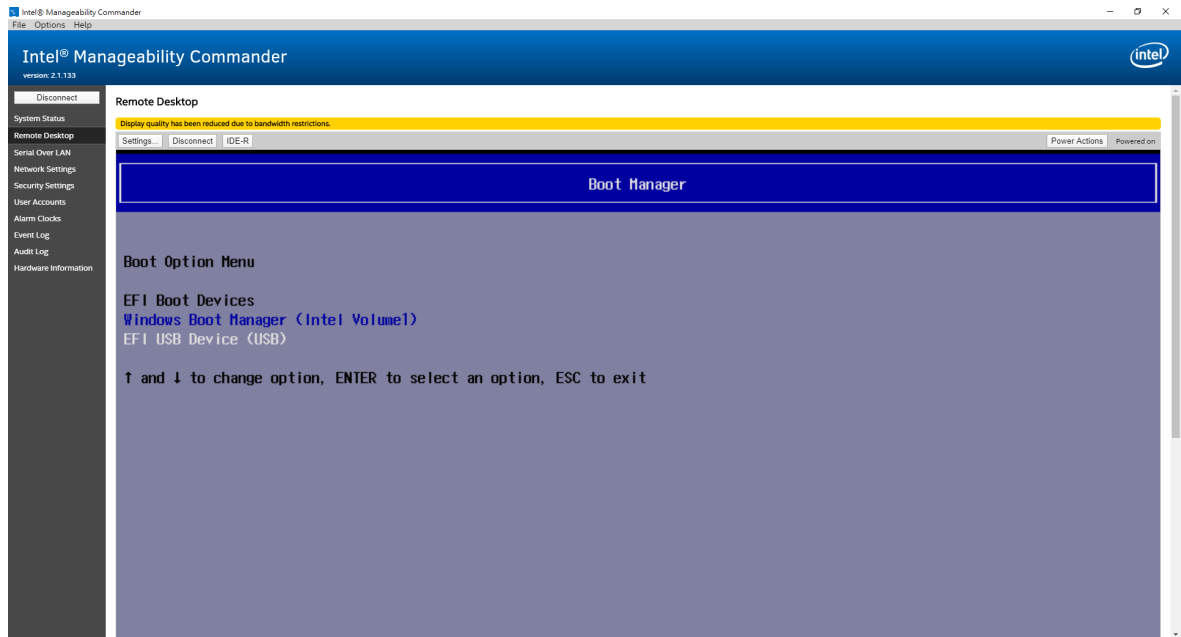 Intel® Manageability Commander
File Options Help
Intel® Manageability Commander
intel
version: 2.1.133
Disconnect
System Status
Remote Desktop
Serial Over LAN
Network Settings
Security Settings
User Accounts
Alarm Clocks
Event Log
Audit Log
Hardware Information
Remote Desktop
Display quality has been reduced due to bandwidth restrictions.
Settings... Disconnect IDE-R Power Actions Powered on
Boot Manager
Boot Option Menu
EFI Boot Devices
Windows Boot Manager (Intel Volume1)
EFI USB Device (USB)
↑ and ↓ to change option, ENTER to select an option, ESC to exit